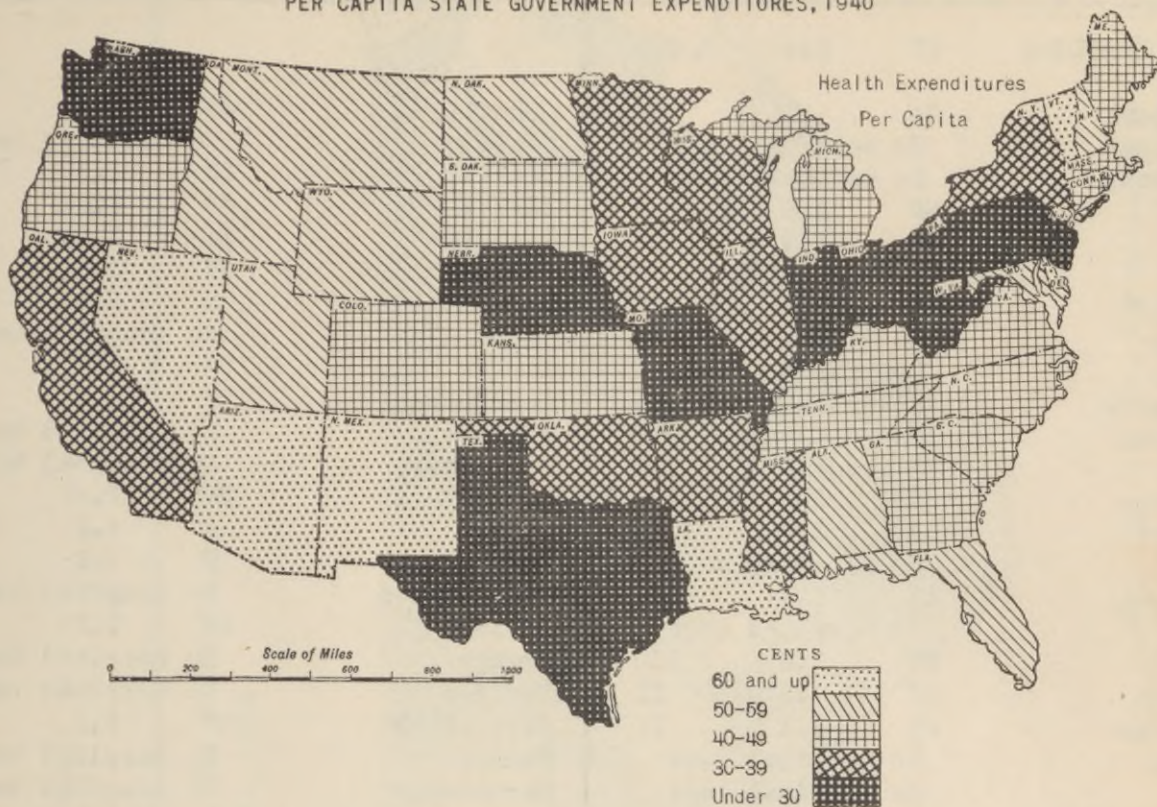 PER CAPITA STATE GOVERNMENT EXPENDITURES, 1940
Health Expenditures
Per Capita
WASH.
ORE.
CAL.
NEV.
IDA.
MONT.
WYO.
UTAH
COLO.
ARIZ.
N. MEX.
N. DAK.
S. DAK.
NEBR.
KANS.
OKLA.
TEX.
MINN.
IOWA
MO.
ARK.
LA.
WIS.
ILL.
MICH.
IND.
OHIO
KY.
TENN.
MISS.
ALA.
GA.
FLA.
S.C.
N.C.
VA.
W. VA.
MD.
DEL.
PA.
N.J.
N.Y.
VT.
N.H.
ME.
MASS.
CONN.
R.I.
Scale of Miles
0 200 400 600 800 1000
CENTS
60 and up
50-59
40-49
30-39
Under 30